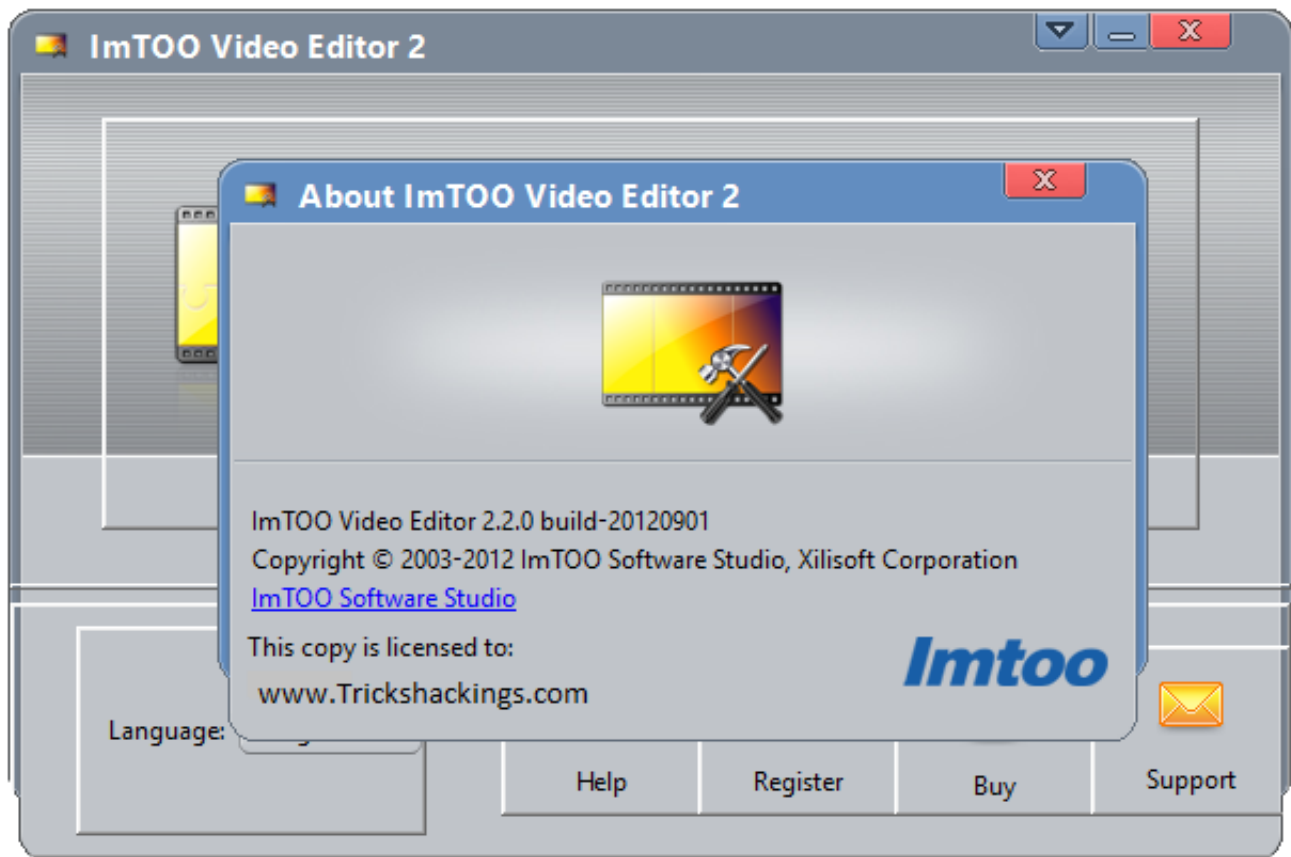 ImTOO Video Editor 2
About ImTOO Video Editor 2
ImTOO Video Editor 2.2.0 build-20120901
Copyright © 2003-2012 ImTOO Software Studio, Xilisoft Corporation
ImTOO Software Studio
This copy is licensed to:
www.Trickshackings.com
Imtoo
Language:
Help
Register
Buy
Support